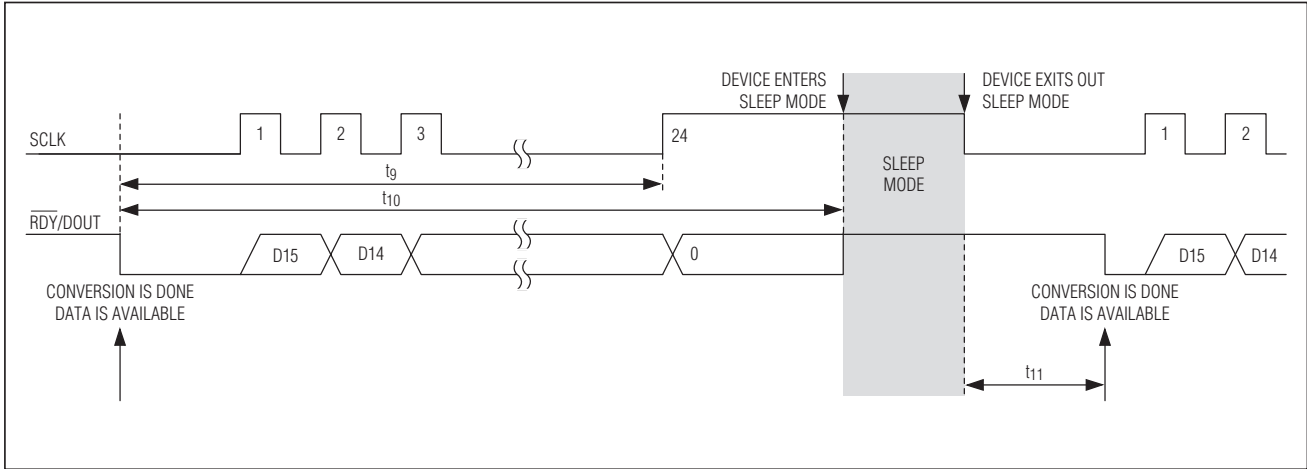 DEVICE ENTERS
SLEEP MODE
DEVICE EXITS OUT
SLEEP MODE
SCLK
1
2
3
24
1
2
SLEEP
MODE
t9
t10
R̅D̅Y̅/DOUT
D15
D14
0
D15
D14
CONVERSION IS DONE
DATA IS AVAILABLE
CONVERSION IS DONE
DATA IS AVAILABLE
t11